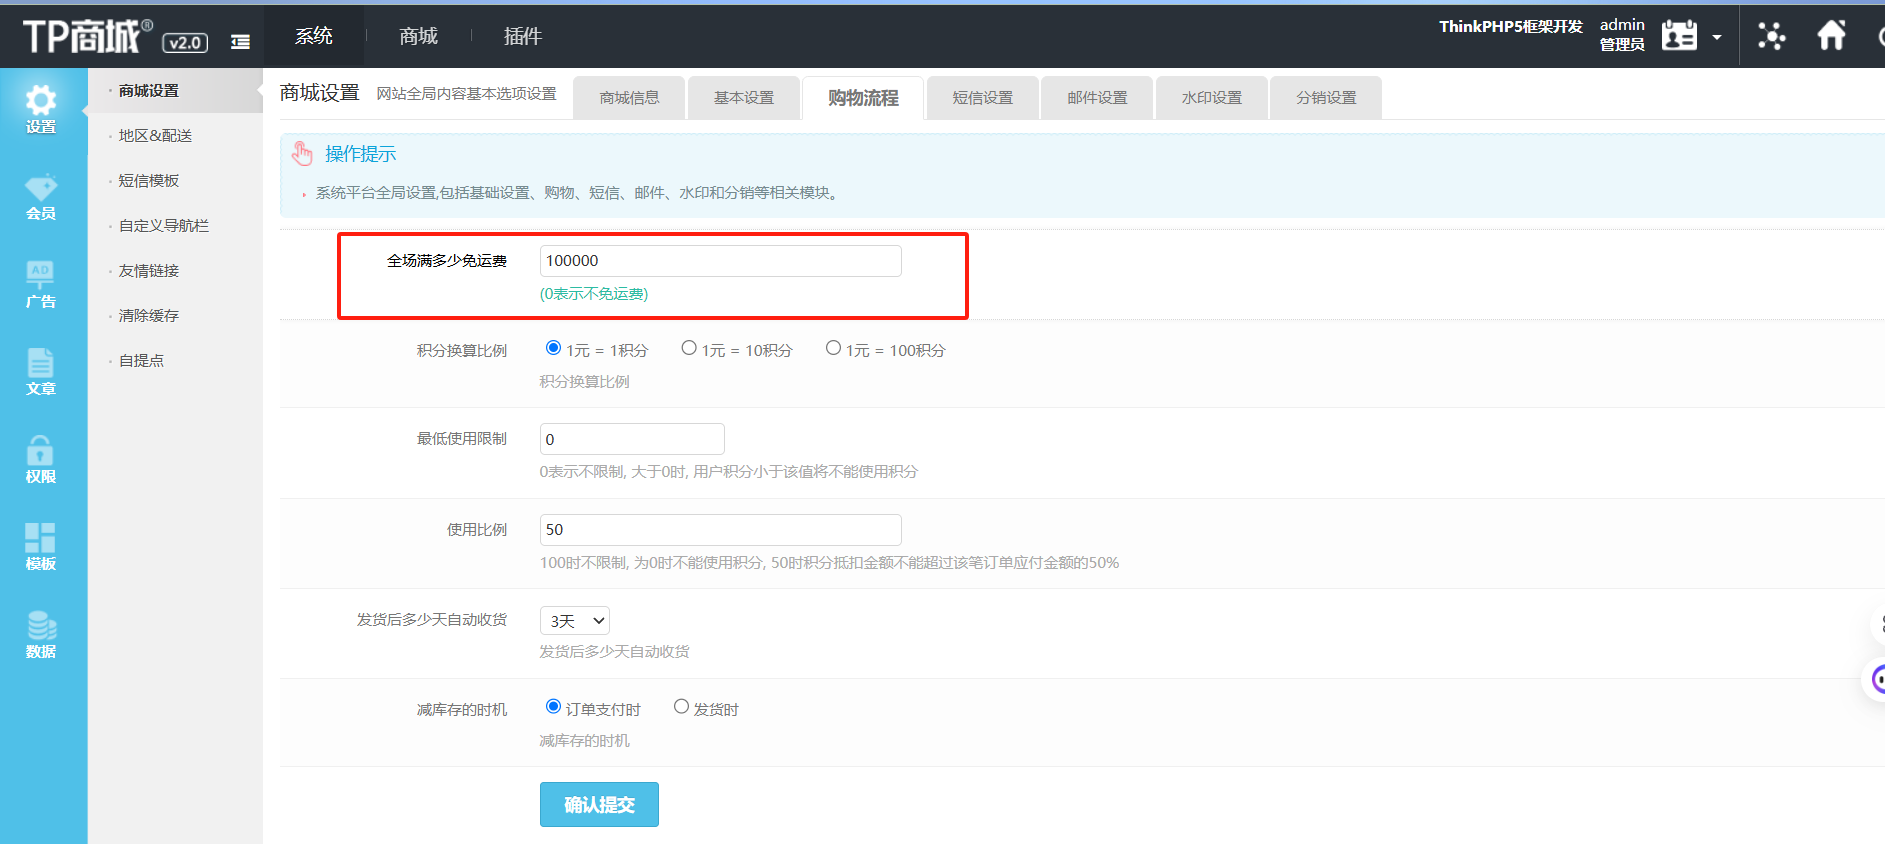 TP商城® v2.0
系统
商城
插件
ThinkPHP5框架开发
admin
管理员
设置
会员
AD
广告
文章
权限
模板
数据
· 商城设置
· 地区&配送
· 短信模板
· 自定义导航栏
· 友情链接
· 清除缓存
· 自提点
商城设置 网站全局内容基本选项设置
商城信息
基本设置
购物流程
短信设置
邮件设置
水印设置
分销设置
操作提示
系统平台全局设置,包括基础设置、购物、短信、邮件、水印和分销等相关模块。
全场满多少免运费 100000
(0表示不免运费)
积分换算比例 1元 = 1积分 1元 = 10积分 1元 = 100积分
积分换算比例
最低使用限制 0
0表示不限制, 大于0时, 用户积分小于该值将不能使用积分
使用比例 50
100时不限制, 为0时不能使用积分, 50时积分抵扣金额不能超过该笔订单应付金额的50%
发货后多少天自动收货 3天
发货后多少天自动收货
减库存的时机 订单支付时 发货时
减库存的时机
确认提交